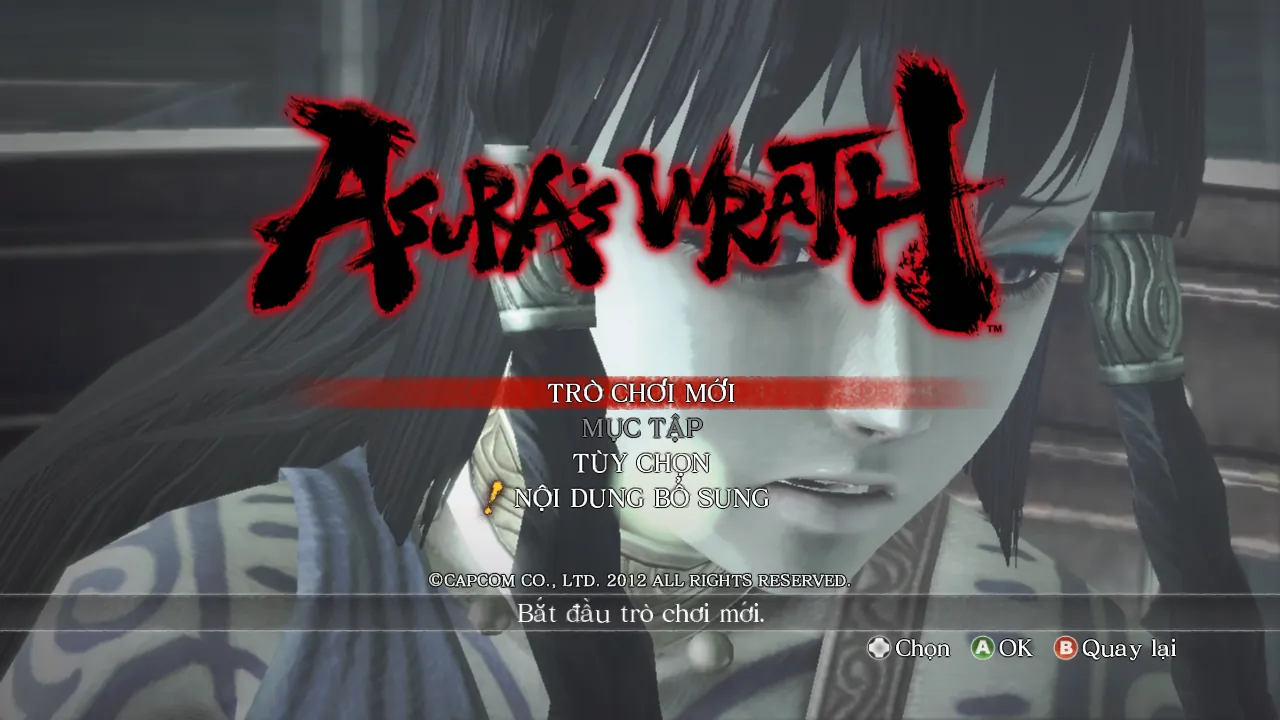 ASURA'S WRATH™
TRÒ CHƠI MỚI
MỤC TẬP
TÙY CHỌN
! NỘI DUNG BỔ SUNG
©CAPCOM CO., LTD. 2012 ALL RIGHTS RESERVED.
Bắt đầu trò chơi mới.
Chọn A OK B Quay lại